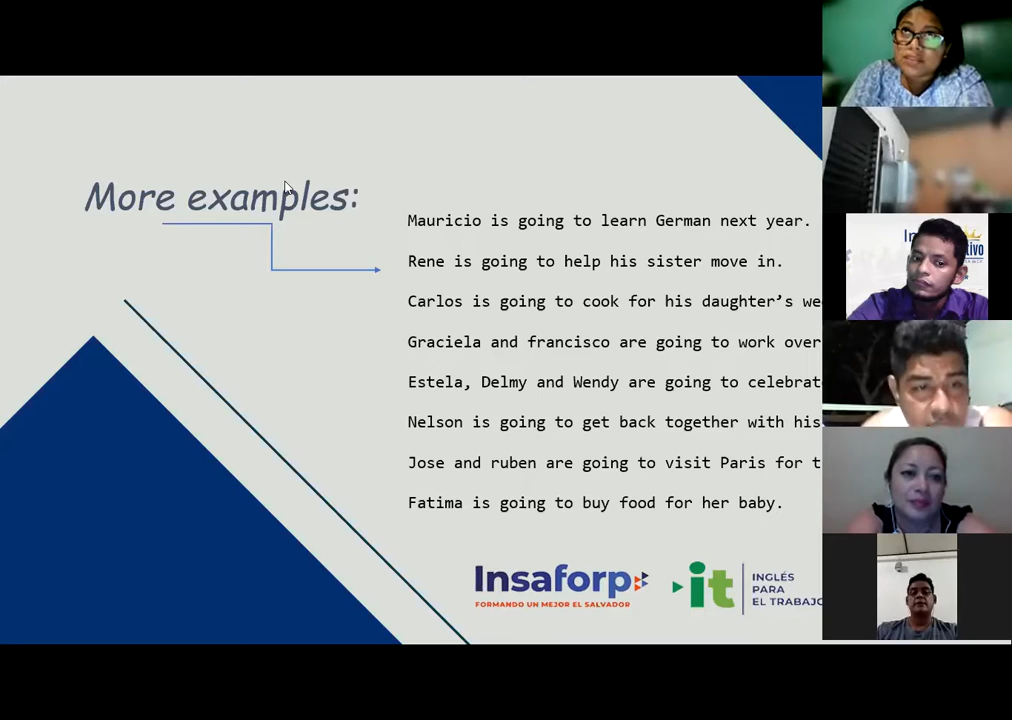 More examples:
Mauricio is going to learn German next year.
Rene is going to help his sister move in.
Carlos is going to cook for his daughter's
Graciela and francisco are going to work
Estela, Delmy and Wendy are going to
Nelson is going to get back together with his
Jose and ruben are going to visit Paris for
Fatima is going to buy food for her baby.
Insaforp
FORMANDO UN MEJOR EL SALVADOR
it
INGLÉS
PARA
EL TRABAJO